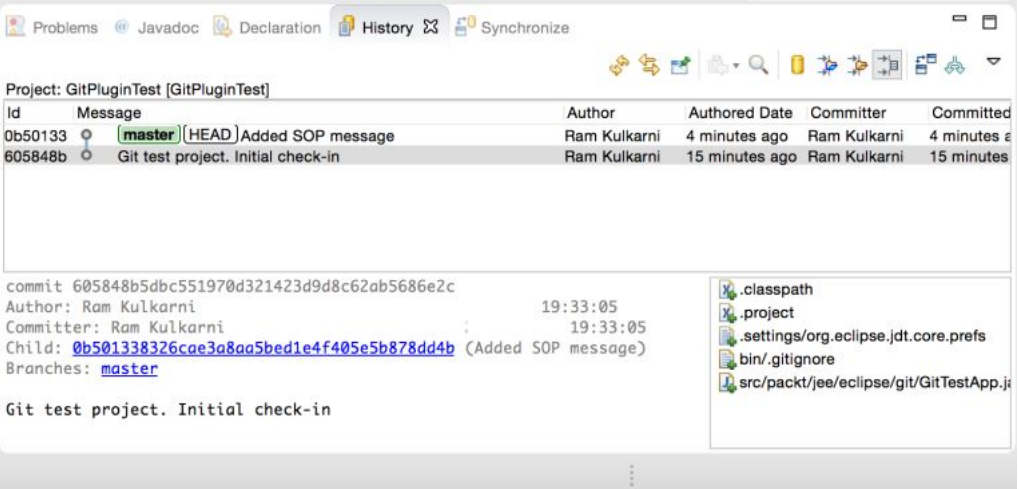 Problems @ Javadoc Declaration History Synchronize
Project: GitPluginTest [GitPluginTest]
Id Message Author Authored Date Committer Committed
0b50133 master HEAD Added SOP message Ram Kulkarni 4 minutes ago Ram Kulkarni 4 minutes a
605848b Git test project. Initial check-in Ram Kulkarni 15 minutes ago Ram Kulkarni 15 minutes
commit 605848b5dbc551970d321423d9d8c62ab5686e2c
Author: Ram Kulkarni 19:33:05
Committer: Ram Kulkarni 19:33:05
Child: 0b501338326cae3a8aa5bed1e4f405e5b878dd4b (Added SOP message)
Branches: master
Git test project. Initial check-in
.classpath
.project
.settings/org.eclipse.jdt.core.prefs
bin/.gitignore
src/packt/jee/eclipse/git/GitTestApp.ja